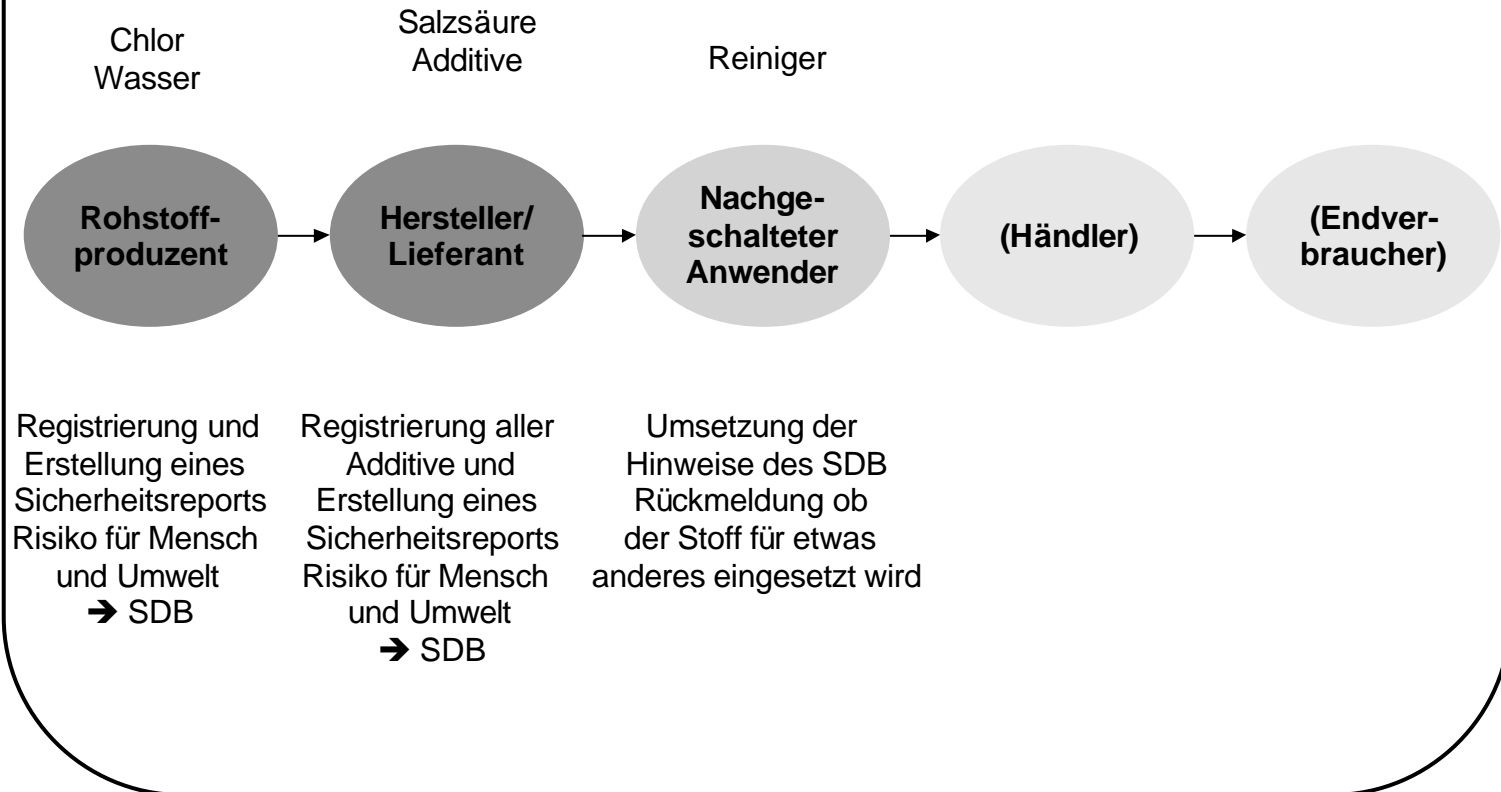 Chlor
Wasser
Salzsäure
Additive
Reiniger
Rohstoff-
produzent
Hersteller/
Lieferant
Nachge-
schalteter
Anwender
(Händler)
(Endver-
braucher)
Registrierung und
Erstellung eines
Sicherheitsreports
Risiko für Mensch
und Umwelt
➔ SDB
Registrierung aller
Additive und
Erstellung eines
Sicherheitsreports
Risiko für Mensch
und Umwelt
➔ SDB
Umsetzung der
Hinweise des SDB
Rückmeldung ob
der Stoff für etwas
anderes eingesetzt wird